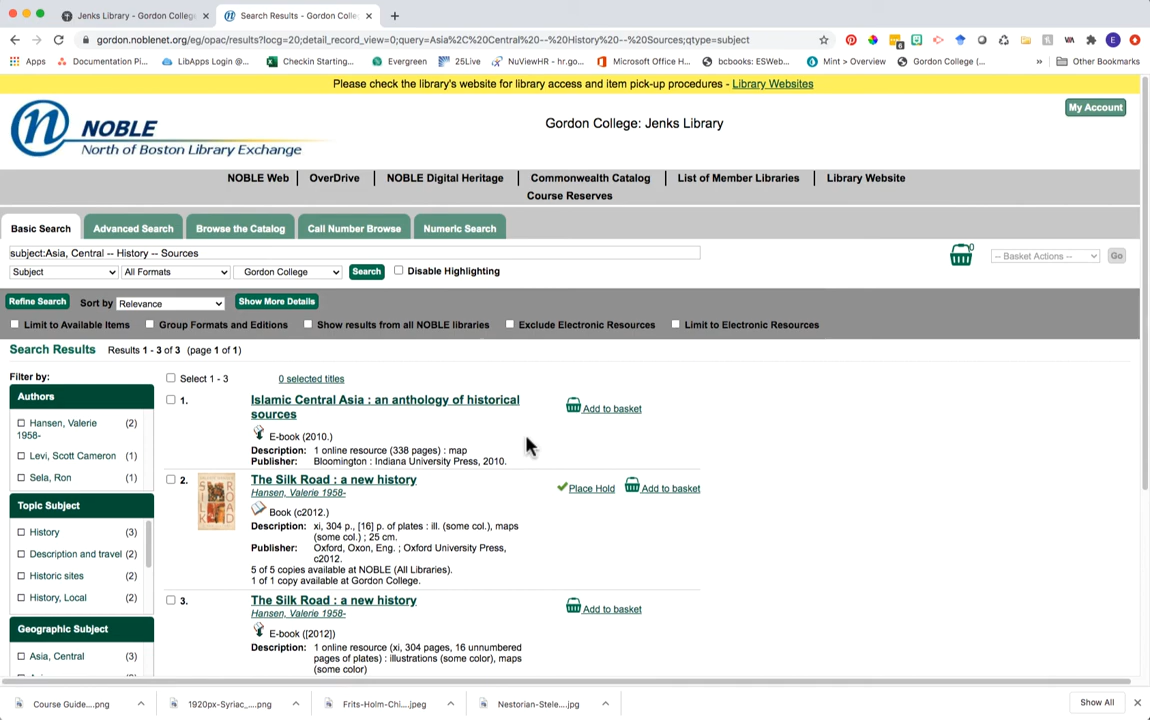 Jenks Library - Gordon Colleg
Search Results - Gordon Colle
gordon.noblenet.org/eg/opac/results?locg=20;detail_record_view=0;query=Asia%2C%20Central%20--%20History%20--%20Sources;qtype=subject
Apps
Documentation Pi...
LibApps Login @...
Checkin Starting...
Evergreen
25Live
NuViewHR - hr.go...
Microsoft Office H...
bcbooks: ESWeb...
Mint > Overview
Gordon College (...
»
Other Bookmarks
Please check the library's website for library access and item pick-up procedures - Library Websites
My Account
NOBLE
North of Boston Library Exchange
Gordon College: Jenks Library
NOBLE Web
OverDrive
NOBLE Digital Heritage
Commonwealth Catalog
List of Member Libraries
Library Website
Course Reserves
Basic Search
Advanced Search
Browse the Catalog
Call Number Browse
Numeric Search
subject:Asia, Central -- History -- Sources
0
-- Basket Actions --
Go
Subject
All Formats
Gordon College
Search
Disable Highlighting
Refine Search
Sort by
Relevance
Show More Details
Limit to Available Items
Group Formats and Editions
Show results from all NOBLE libraries
Exclude Electronic Resources
Limit to Electronic Resources
Search Results
Results 1 - 3 of 3 (page 1 of 1)
Filter by:
Authors
Hansen, Valerie 1958- (2)
Levi, Scott Cameron (1)
Sela, Ron (1)
Topic Subject
History (3)
Description and travel (2)
Historic sites (2)
History, Local (2)
Geographic Subject
Asia, Central (3)
Select 1 - 3
0 selected titles
1.
Islamic Central Asia : an anthology of historical
sources
E-book (2010.)
Description: 1 online resource (338 pages) : map
Publisher: Bloomington : Indiana University Press, 2010.
Add to basket
2.
SILK ROAD
The Silk Road : a new history
Hansen, Valerie 1958-
Book (c2012.)
Description: xi, 304 p., [16] p. of plates : ill. (some col.), maps
(some col.) ; 25 cm.
Publisher: Oxford, Oxon, Eng. ; Oxford University Press,
c2012.
5 of 5 copies available at NOBLE (All Libraries).
1 of 1 copy available at Gordon College.
Place Hold
Add to basket
3.
The Silk Road : a new history
Hansen, Valerie 1958-
E-book ([2012])
Description: 1 online resource (xi, 304 pages, 16 unnumbered
pages of plates) : illustrations (some color), maps
(some color)
Add to basket
Course Guide....png
1920px-Syriac_....png
Frits-Holm-Chi....jpeg
Nestorian-Stele....jpg
Show All